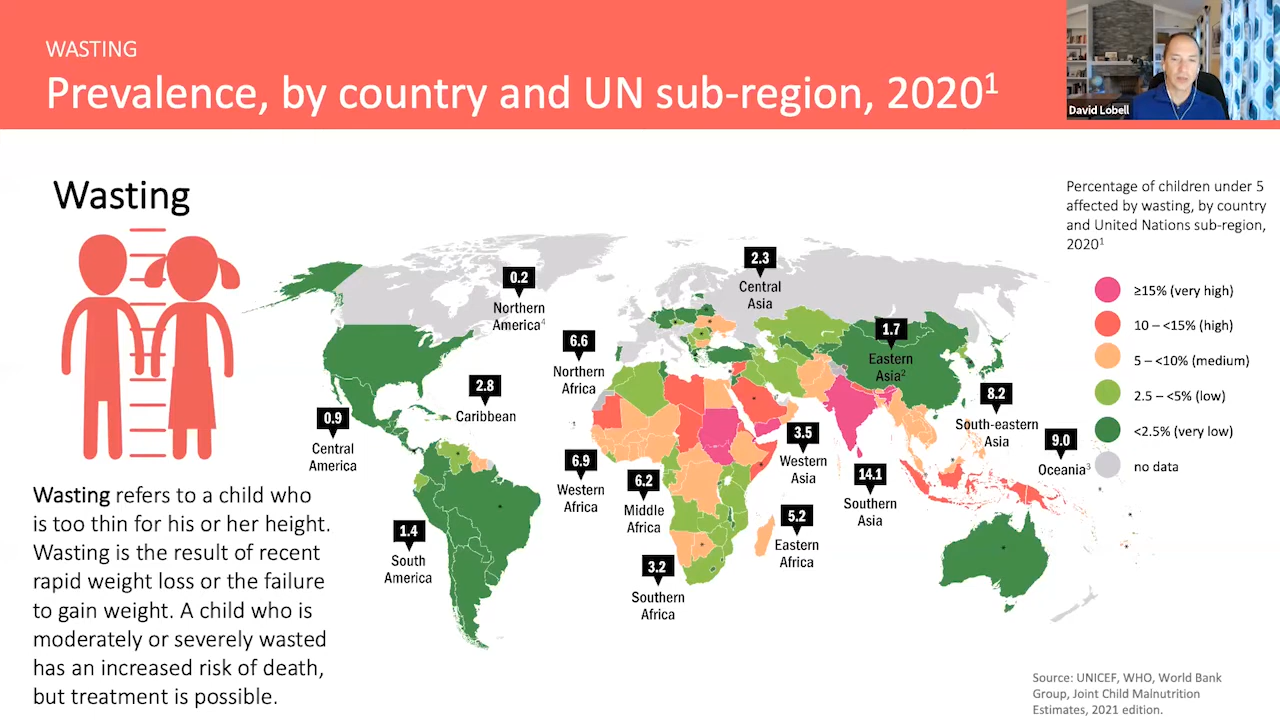 WASTING
Prevalence, by country and UN sub-region, 2020¹
David Lobell
Wasting
Wasting refers to a child who
is too thin for his or her height.
Wasting is the result of recent
rapid weight loss or the failure
to gain weight. A child who is
moderately or severely wasted
has an increased risk of death,
but treatment is possible.
0.2
Northern
America⁴
2.3
Central
Asia
1.7
Eastern
Asia²
6.6
Northern
Africa
2.8
Caribbean
0.9
Central
America
8.2
South-eastern
Asia
9.0
Oceania³
3.5
Western
Asia
14.1
Southern
Asia
6.9
Western
Africa
6.2
Middle
Africa
5.2
Eastern
Africa
1.4
South
America
3.2
Southern
Africa
Percentage of children under 5
affected by wasting, by country
and United Nations sub-region,
2020¹
≥15% (very high)
10 – <15% (high)
5 – <10% (medium)
2.5 – <5% (low)
<2.5% (very low)
no data
Source: UNICEF, WHO, World Bank
Group, Joint Child Malnutrition
Estimates, 2021 edition.